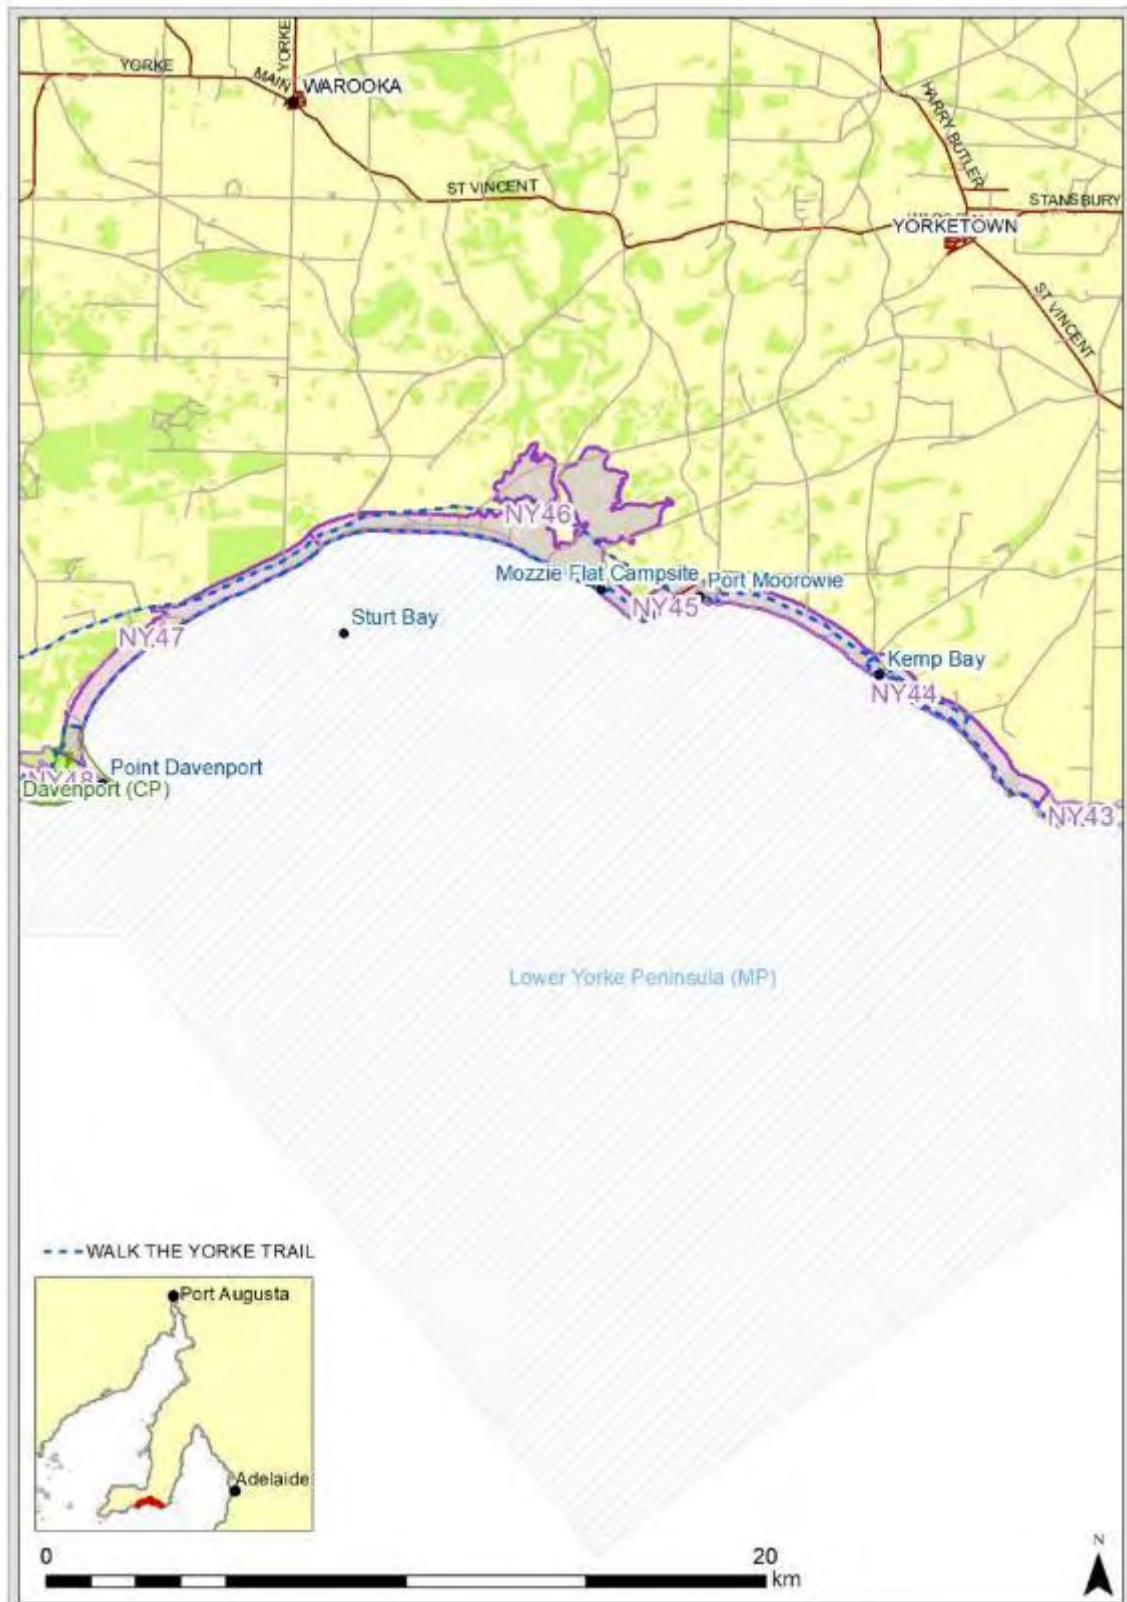 YORKE
YORKE
MAIN
WAROOKA
HARRY BUTLER
ST VINCENT
STANSBURY
YORKETOWN
ST VINCENT
NY46
Mozzie Flat Campsite
Port Moorowie
NY45
Sturt Bay
NY47
Kemp Bay
NY44
Point Davenport
NY48
Davenport (CP)
NY43
Lower Yorke Peninsula (MP)
WALK THE YORKE TRAIL
Port Augusta
Adelaide
0
20
km
N